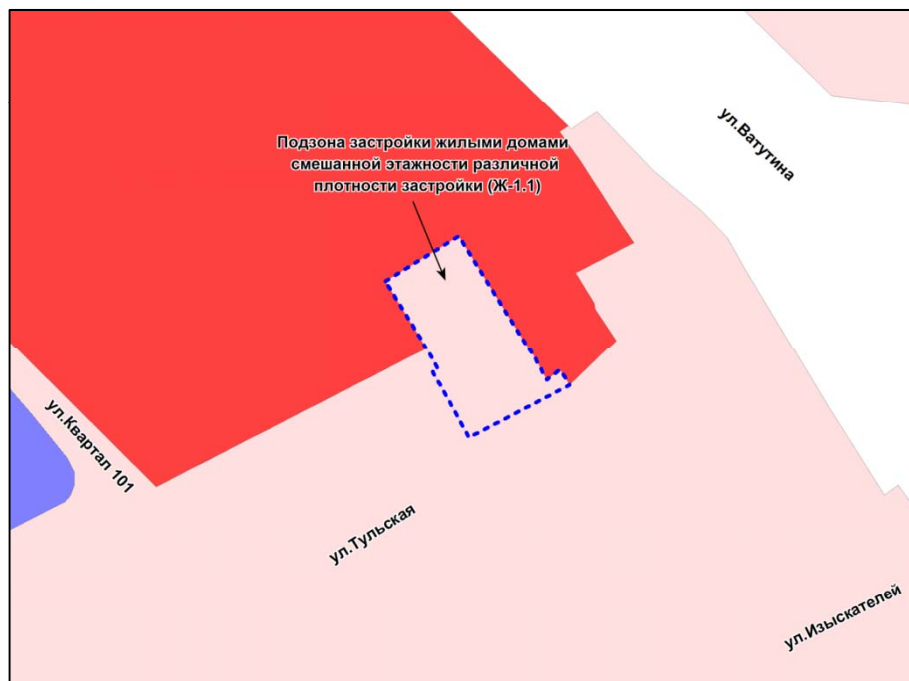 ул.Ватутина
Подзона застройки жилыми домами
смешанной этажности различной
плотности застройки (Ж-1.1)
ул.Квартал 101
ул.Тульская
ул.Изыскателей